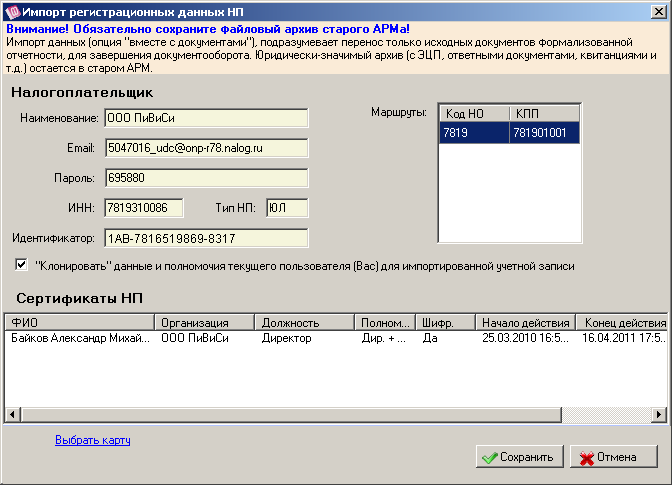 Импорт регистрационных данных НП
Внимание! Обязательно сохраните файловый архив старого АРМа!
Импорт данных (опция "вместе с документами"), подразумевает перенос только исходных документов Формализованной
отчетности, для завершения документооборота. Юридически-значимый архив (с ЭЦП, ответными документами, квитанциями и
т.д.) остается в старом АРМ.
Налогоплательщик
Наименование: ООО ПиВиСи
Email: 5047016_udc@onp-r78.nalog.ru
Пароль: 695880
ИНН: 7819310086 Тип НП: ЮЛ
Идентификатор: 1АВ-7816519869-8317
Маршруты:
Код НО КПП
7819 781901001
"Клонировать" данные и полномочия текущего пользователя (Вас) для импортированной учетной записи
Сертификаты НП
ФИО Организация Должность Полном... Шифр. Начало действия Конец действия
Байков Александр Михай... ООО ПиВиСи Директор Дир. + ... Да 25.03.2010 16:5... 16.04.2011 17:5...
Выбрать карту
Сохранить Отмена